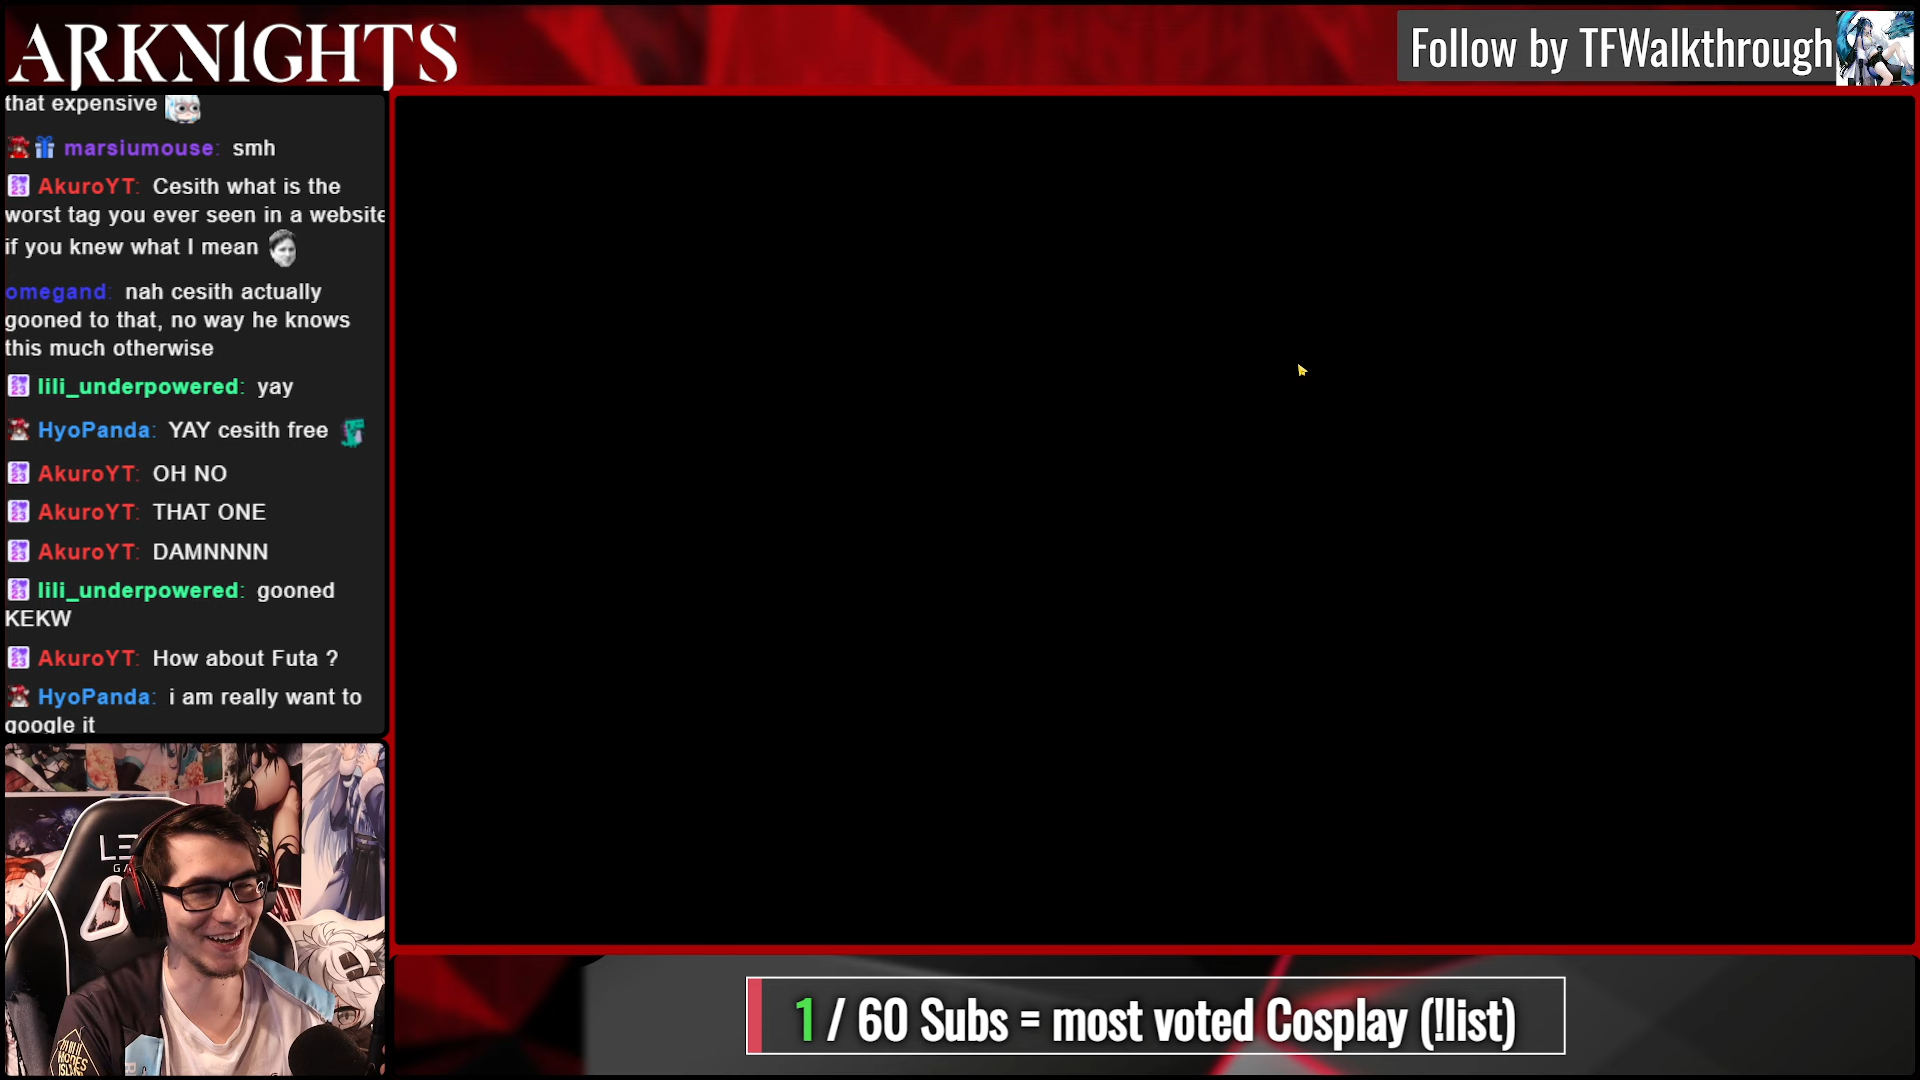 ARKNIGHTS
Follow by TFWalkthrough
that expensive
marsiumouse: smh
AkuroYT: Cesith what is the
worst tag you ever seen in a website
if you knew what I mean
omegand: nah cesith actually
gooned to that, no way he knows
this much otherwise
lili_underpowered: yay
HyoPanda: YAY cesith free
AkuroYT: OH NO
AkuroYT: THAT ONE
AkuroYT: DAMNNNN
lili_underpowered: gooned
KEKW
AkuroYT: How about Futa ?
HyoPanda: i am really want to
google it
1 / 60 Subs = most voted Cosplay (!list)